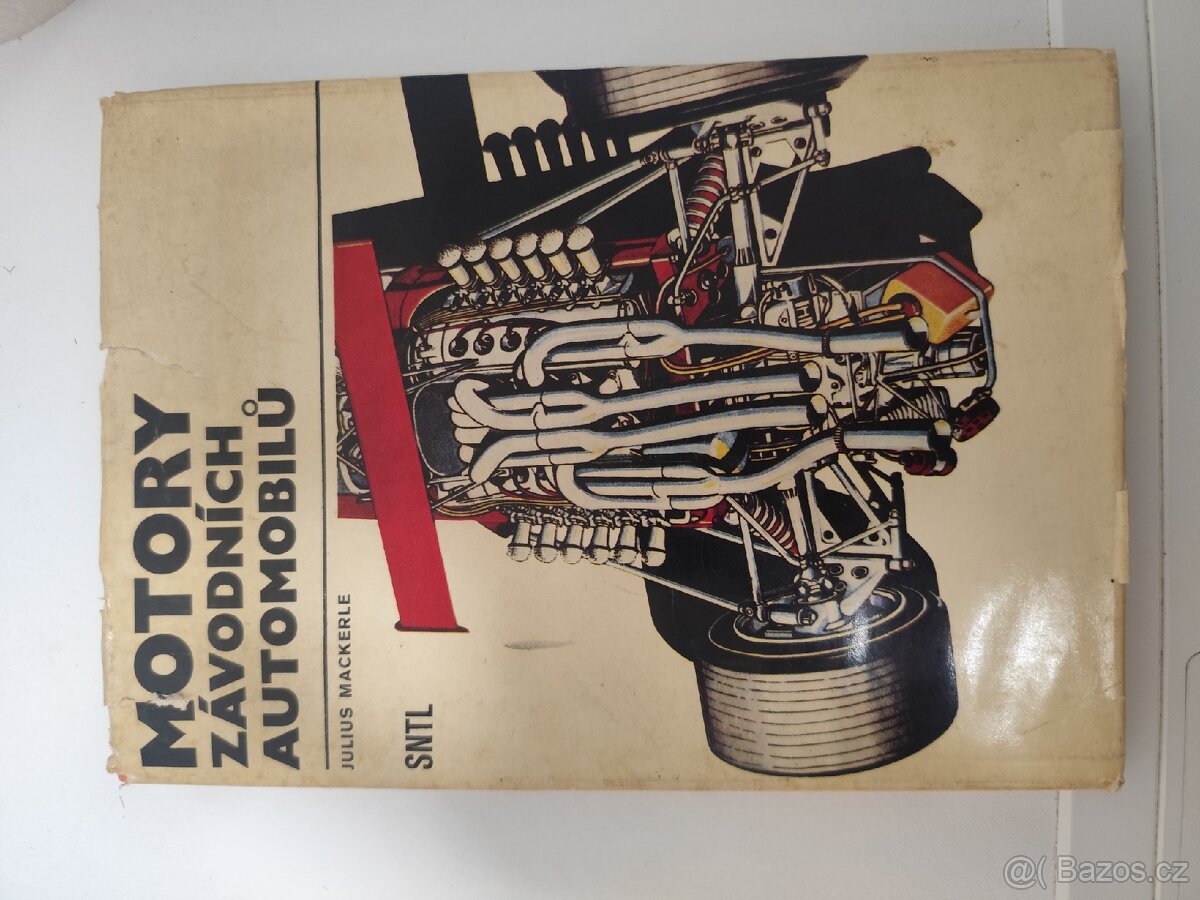 MOTORY
ZÁVODNÍCH
AUTOMOBILŮ
JULIUS MACKERLE
SNTL
@( Bazos.cz